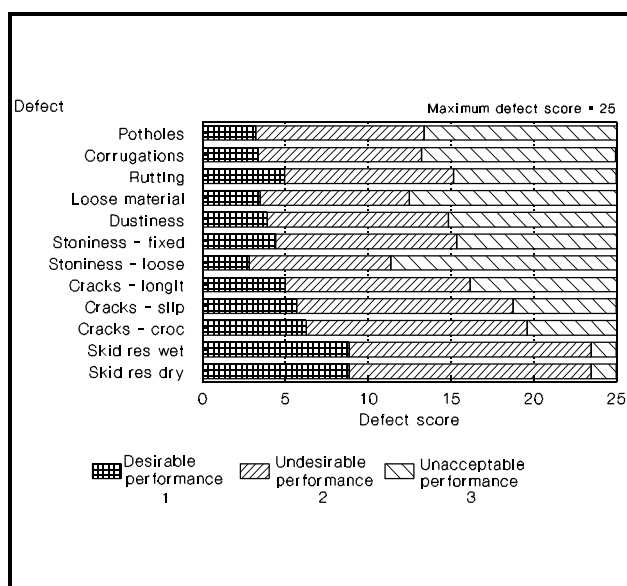 Defect
Maximum defect score = 25
Potholes
Corrugations
Rutting
Loose material
Dustiness
Stoniness - fixed
Stoniness - loose
Cracks - longit
Cracks - slip
Cracks - croc
Skid res wet
Skid res dry
0 5 10 15 20 25
Defect score
Desirable performance 1
Undesirable performance 2
Unacceptable performance 3